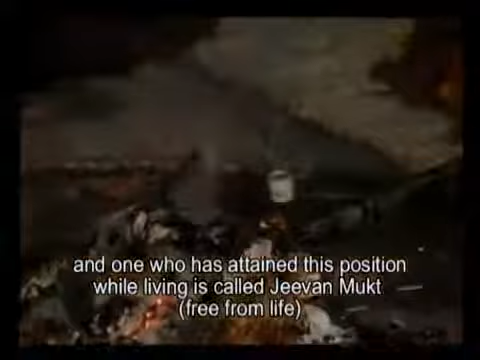 and one who has attained this position
while living is called Jeevan Mukt
(free from life)